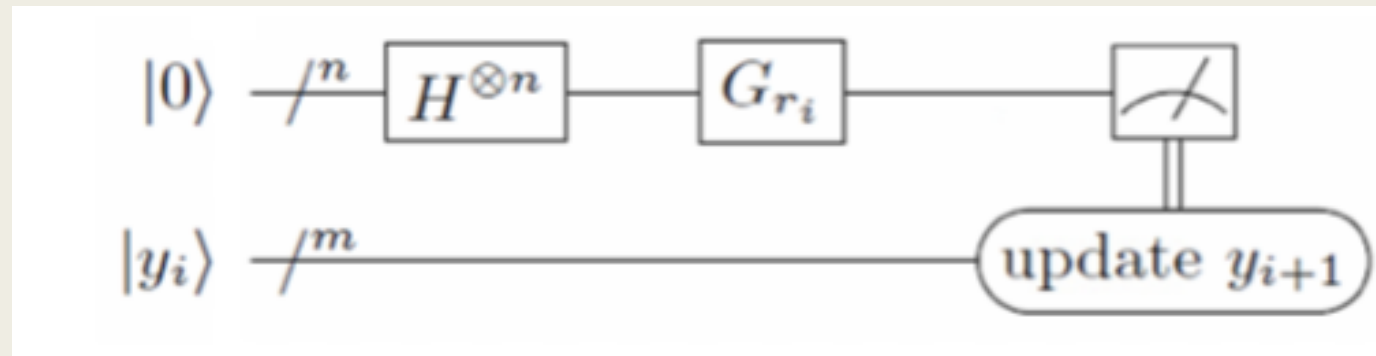 |0⟩ n H⊗n G_{r_i}
|y_i⟩ m update y_{i+1}